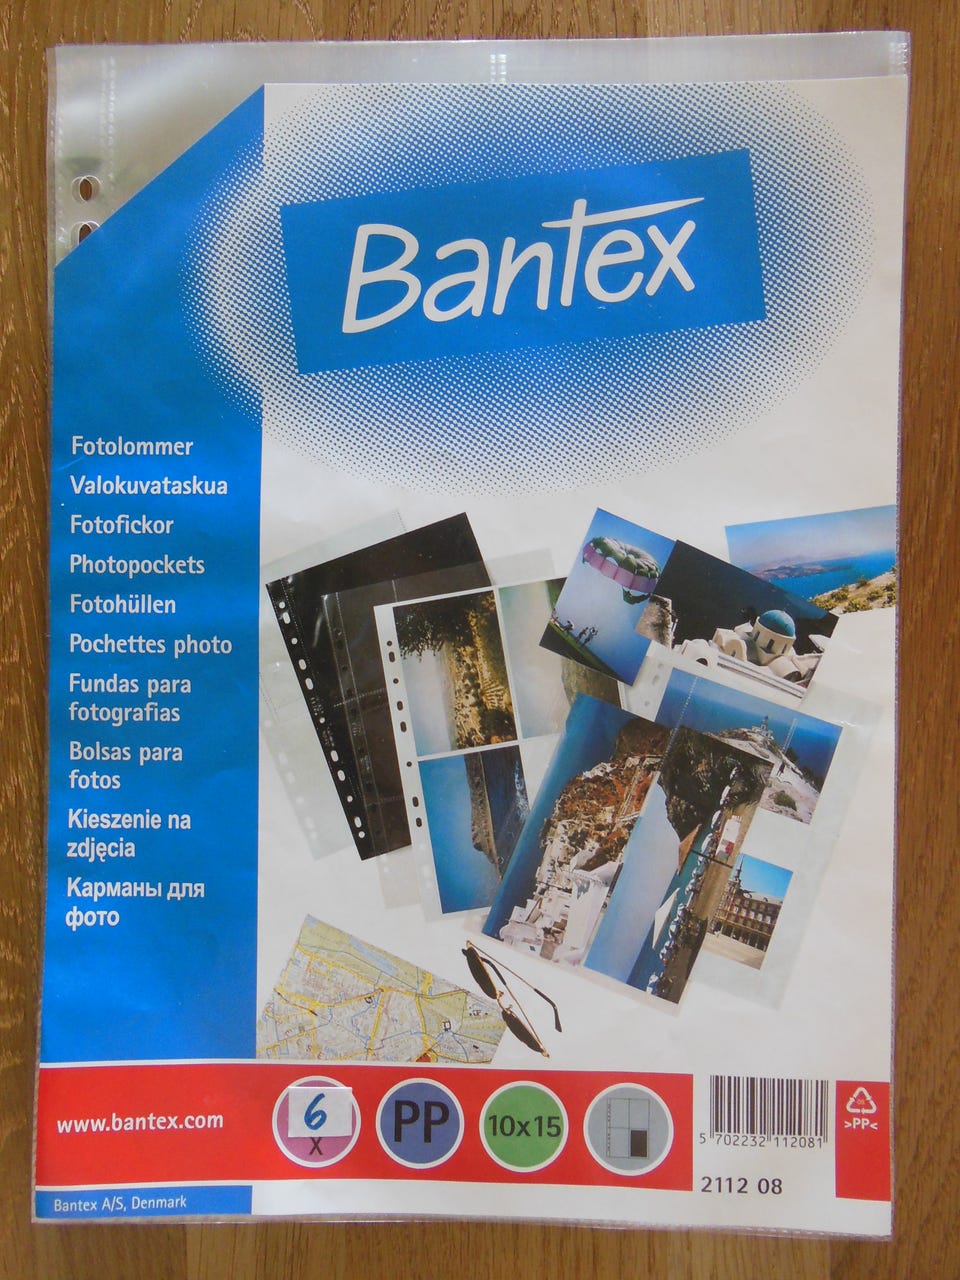 Bantex
Fotolommer
Valokuvataskua
Fotofickor
Photopockets
Fotohüllen
Pochettes photo
Fundas para
fotografias
Bolsas para
fotos
Kieszenie na
zdjęcia
Карманы для
фото
www.bantex.com
6
X
PP
10x15
5 702232 112081
2112 08
05
>PP<
Bantex A/S, Denmark